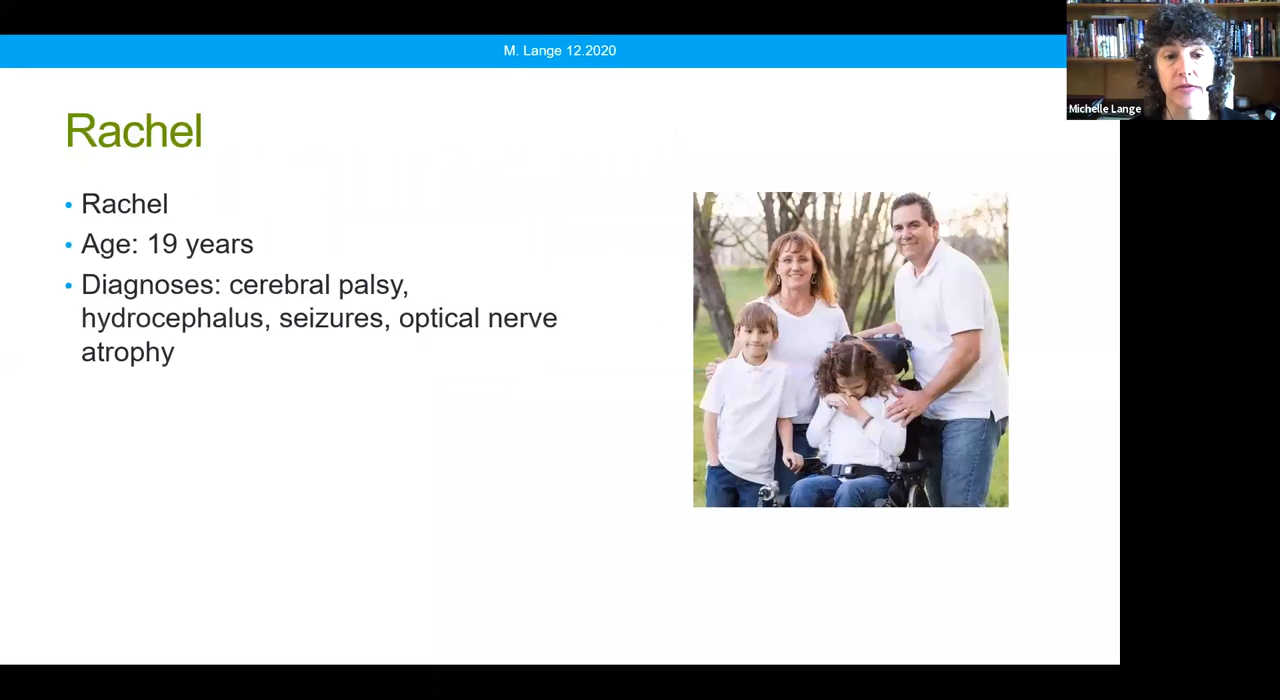 M. Lange 12.2020
Michelle Lange
Rachel
• Rachel
• Age: 19 years
• Diagnoses: cerebral palsy,
hydrocephalus, seizures, optical nerve
atrophy